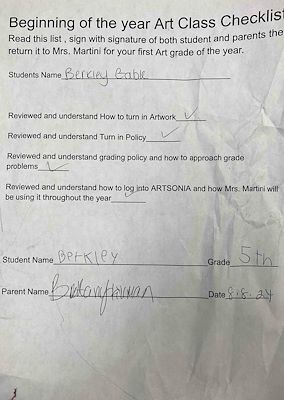 Beginning of the year Art Class Checklist
Read this list , sign with signature of both student and parents the
return it to Mrs. Martini for your first Art grade of the year.
Students Name Berkley Gable
Reviewed and understand How to turn in Artwork ✓
Reviewed and understand Turn in Policy ✓
Reviewed and understand grading policy and how to approach grade
problems ✓
Reviewed and understand how to log into ARTSONIA and how Mrs. Martini will
be using it throughout the year ✓
Student Name Berkley Grade 5th
Parent Name Date 8.8.24